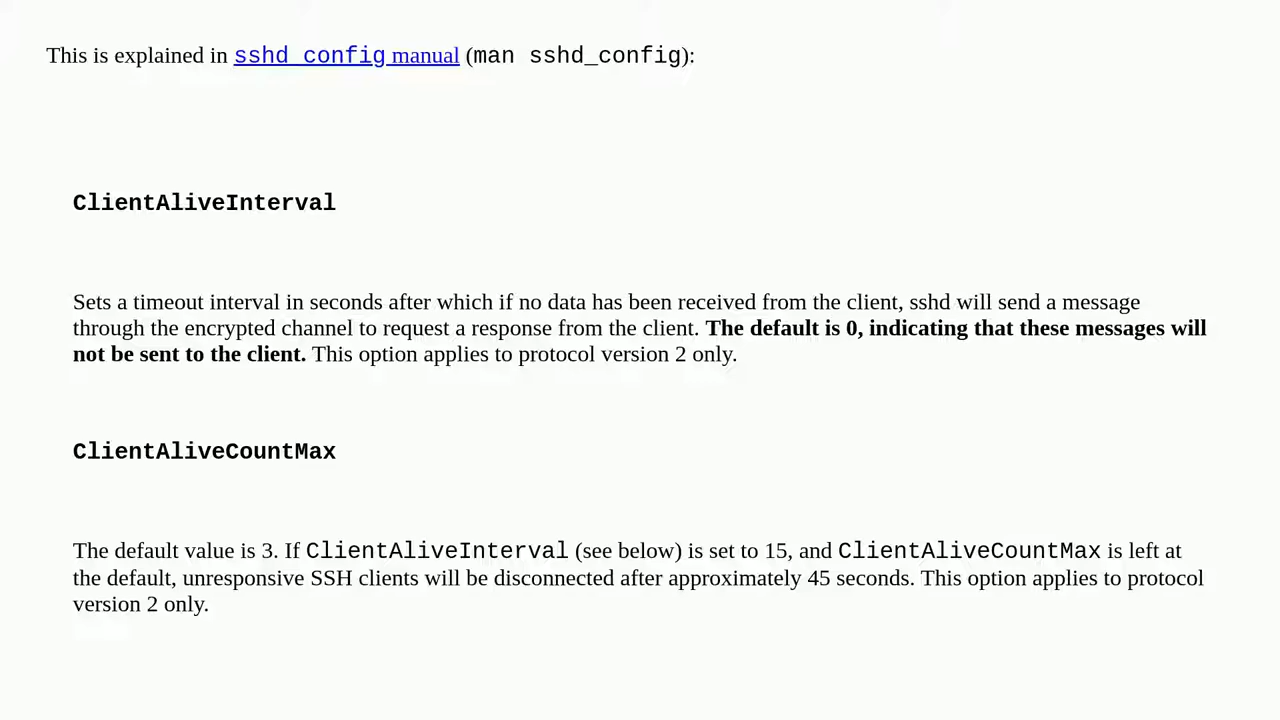 This is explained in sshd_config manual (man sshd_config):
ClientAliveInterval
Sets a timeout interval in seconds after which if no data has been received from the client, sshd will send a message
through the encrypted channel to request a response from the client. The default is 0, indicating that these messages will
not be sent to the client. This option applies to protocol version 2 only.
ClientAliveCountMax
The default value is 3. If ClientAliveInterval (see below) is set to 15, and ClientAliveCountMax is left at
the default, unresponsive SSH clients will be disconnected after approximately 45 seconds. This option applies to protocol
version 2 only.